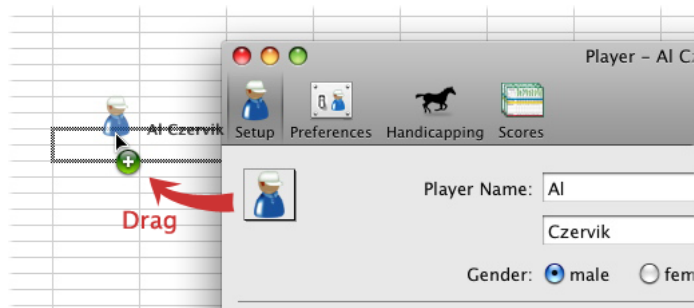 Player – Al Cz
Al Czervik
Setup Preferences Handicapping Scores
Drag
Player Name: Al
Czervik
Gender: male fem